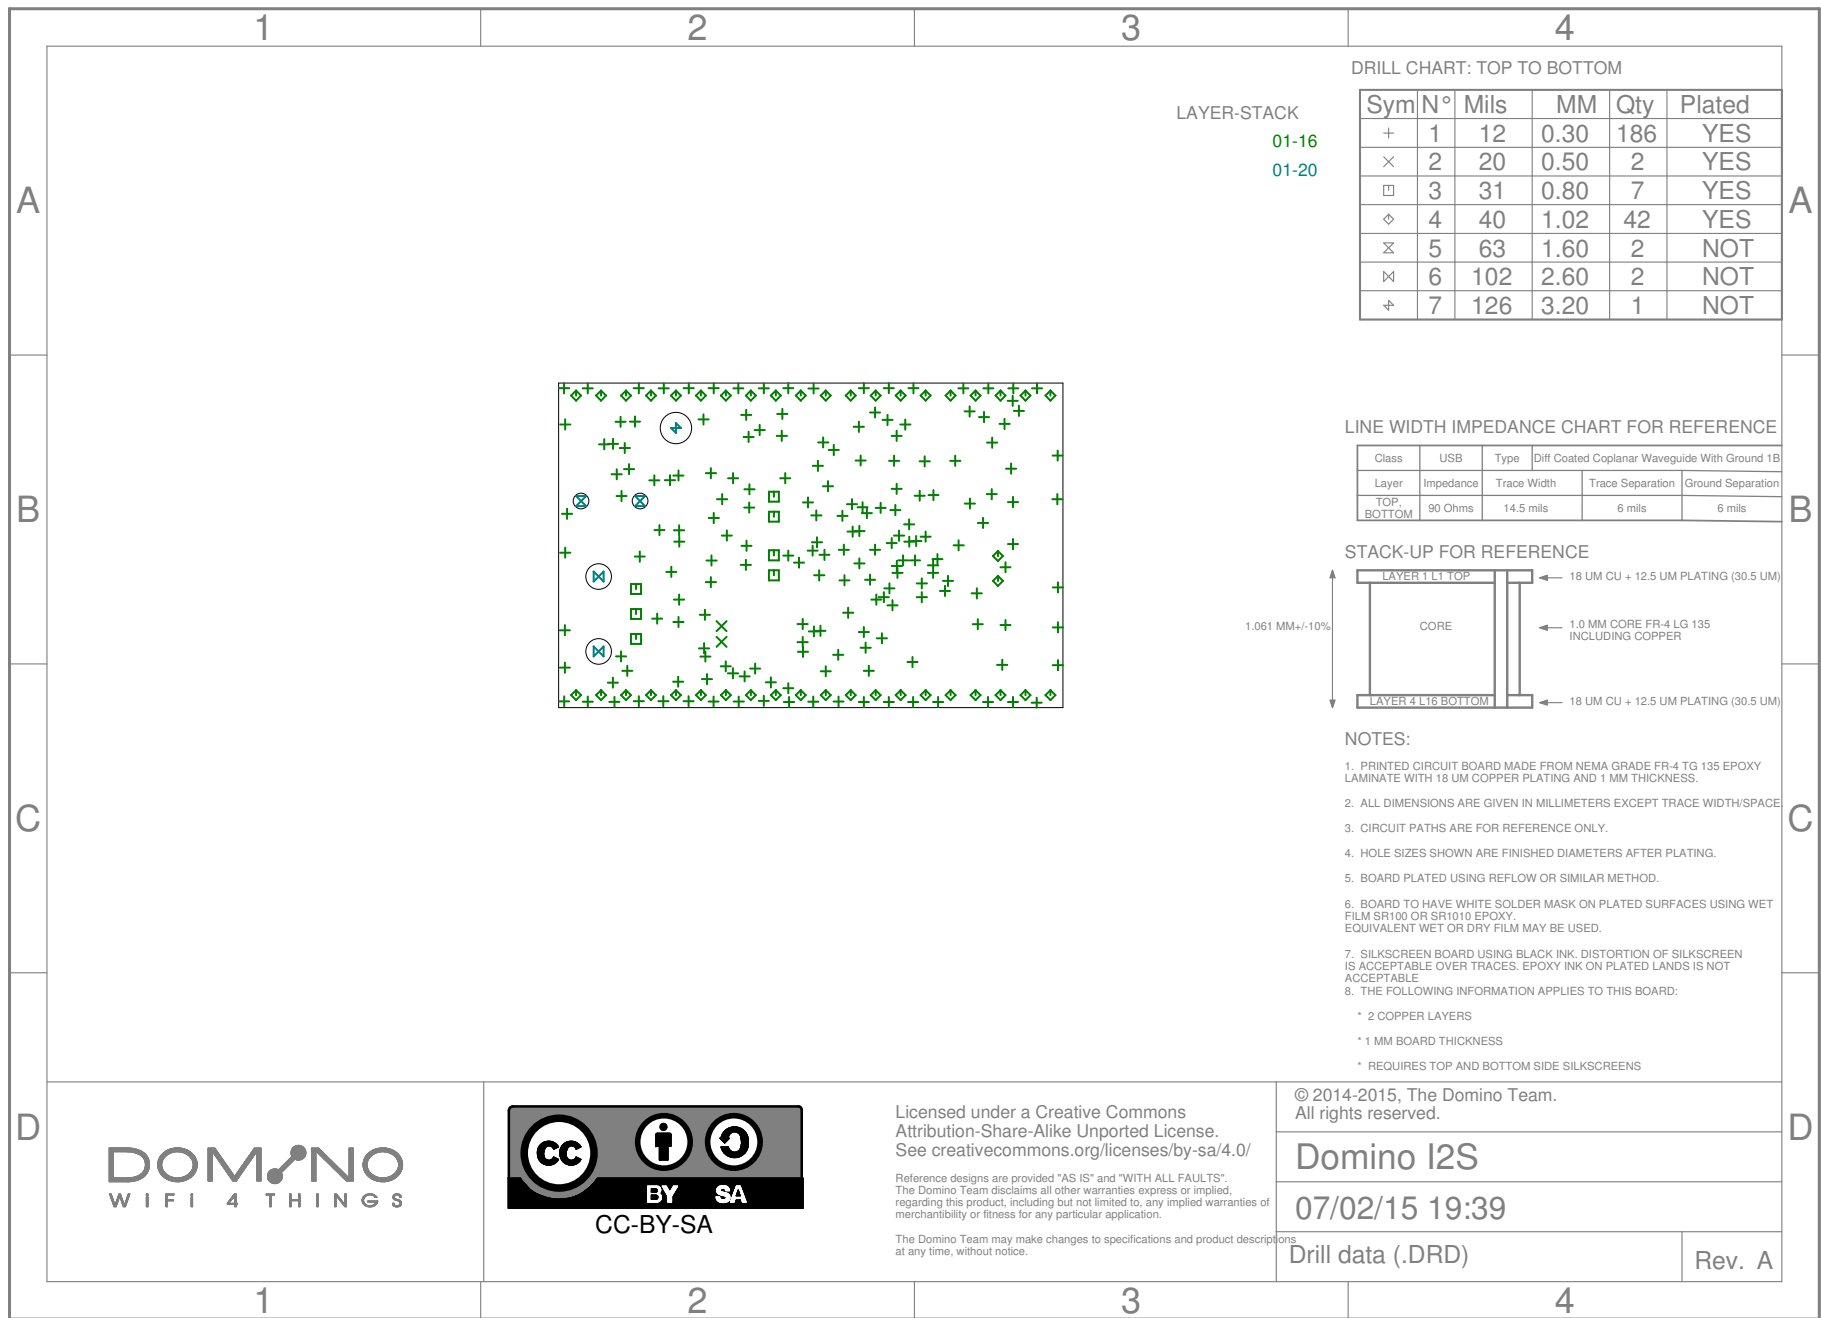 1 2 3 4
A
B
C
D
A
B
C
D
1 2 3 4
LAYER-STACK
01-16
01-20
DRILL CHART: TOP TO BOTTOM
Sym N° Mils MM Qty Plated
1 12 0.30 186 YES
2 20 0.50 2 YES
3 31 0.80 7 YES
4 40 1.02 42 YES
5 63 1.60 2 NOT
6 102 2.60 2 NOT
7 126 3.20 1 NOT
LINE WIDTH IMPEDANCE CHART FOR REFERENCE
Class USB Type Diff Coated Coplanar Waveguide With Ground 1B
Layer Impedance Trace Width Trace Separation Ground Separation
TOP,
BOTTOM 90 Ohms 14.5 mils 6 mils 6 mils
STACK-UP FOR REFERENCE
LAYER 1 L1 TOP 18 UM CU + 12.5 UM PLATING (30.5 UM)
1.061 MM+/-10% CORE 1.0 MM CORE FR-4 LG 135
INCLUDING COPPER
LAYER 4 L16 BOTTOM 18 UM CU + 12.5 UM PLATING (30.5 UM)
NOTES:
1. PRINTED CIRCUIT BOARD MADE FROM NEMA GRADE FR-4 TG 135 EPOXY
LAMINATE WITH 18 UM COPPER PLATING AND 1 MM THICKNESS.
2. ALL DIMENSIONS ARE GIVEN IN MILLIMETERS EXCEPT TRACE WIDTH/SPACE
3. CIRCUIT PATHS ARE FOR REFERENCE ONLY.
4. HOLE SIZES SHOWN ARE FINISHED DIAMETERS AFTER PLATING.
5. BOARD PLATED USING REFLOW OR SIMILAR METHOD.
6. BOARD TO HAVE WHITE SOLDER MASK ON PLATED SURFACES USING WET
FILM SR100 OR SR1010 EPOXY.
EQUIVALENT WET OR DRY FILM MAY BE USED.
7. SILKSCREEN BOARD USING BLACK INK. DISTORTION OF SILKSCREEN
IS ACCEPTABLE OVER TRACES. EPOXY INK ON PLATED LANDS IS NOT
ACCEPTABLE
8. THE FOLLOWING INFORMATION APPLIES TO THIS BOARD:
* 2 COPPER LAYERS
* 1 MM BOARD THICKNESS
* REQUIRES TOP AND BOTTOM SIDE SILKSCREENS
DOMINO
WIFI 4 THINGS
cc
BY SA
CC-BY-SA
Licensed under a Creative Commons
Attribution-Share-Alike Unported License.
See creativecommons.org/licenses/by-sa/4.0/
Reference designs are provided "AS IS" and "WITH ALL FAULTS".
The Domino Team disclaims all other warranties express or implied,
regarding this product, including but not limited to, any implied warranties of
merchantibility or fitness for any particular application.
The Domino Team may make changes to specifications and product descriptions
at any time, without notice.
© 2014-2015, The Domino Team.
All rights reserved.
Domino I2S
07/02/15 19:39
Drill data (.DRD)
Rev. A